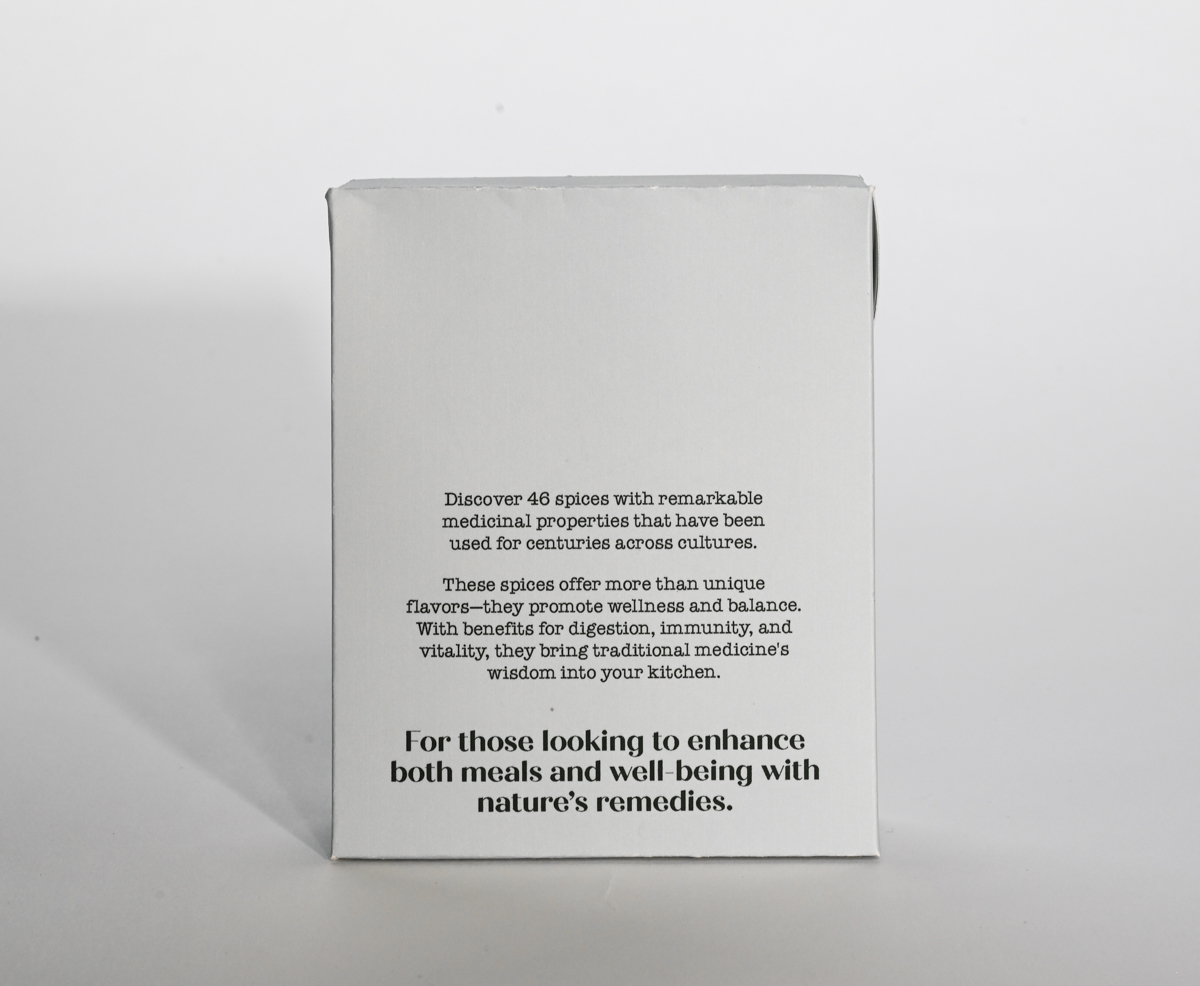 Discover 46 spices with remarkable
medicinal properties that have been
used for centuries across cultures.
These spices offer more than unique
flavors—they promote wellness and balance.
With benefits for digestion, immunity, and
vitality, they bring traditional medicine's
wisdom into your kitchen.
For those looking to enhance
both meals and well-being with
nature’s remedies.